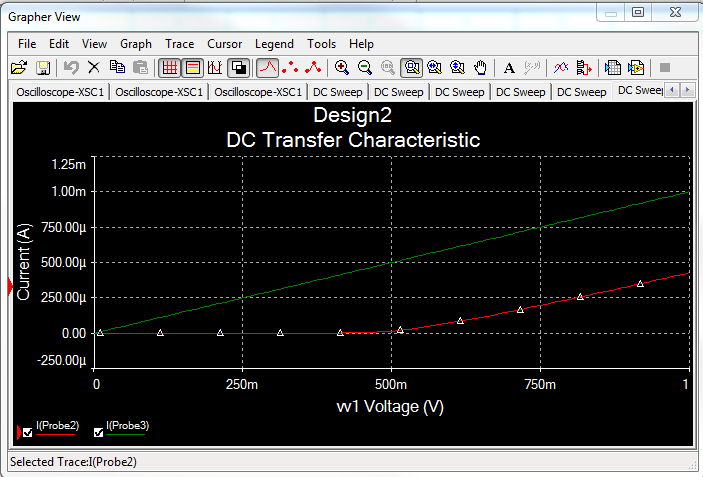 Grapher View
File Edit View Graph Trace Cursor Legend Tools Help
A
Oscilloscope-XSC1 Oscilloscope-XSC1 Oscilloscope-XSC1 DC Sweep DC Sweep DC Sweep DC Sweep DC Sweep DC Sweep
Design2
DC Transfer Characteristic
Current (A)
1.25m
1.00m
750.00µ
500.00µ
250.00µ
0.00
-250.00µ
0 250m 500m 750m 1
vv1 Voltage (V)
I(Probe2) I(Probe3)
Selected Trace:I(Probe2)